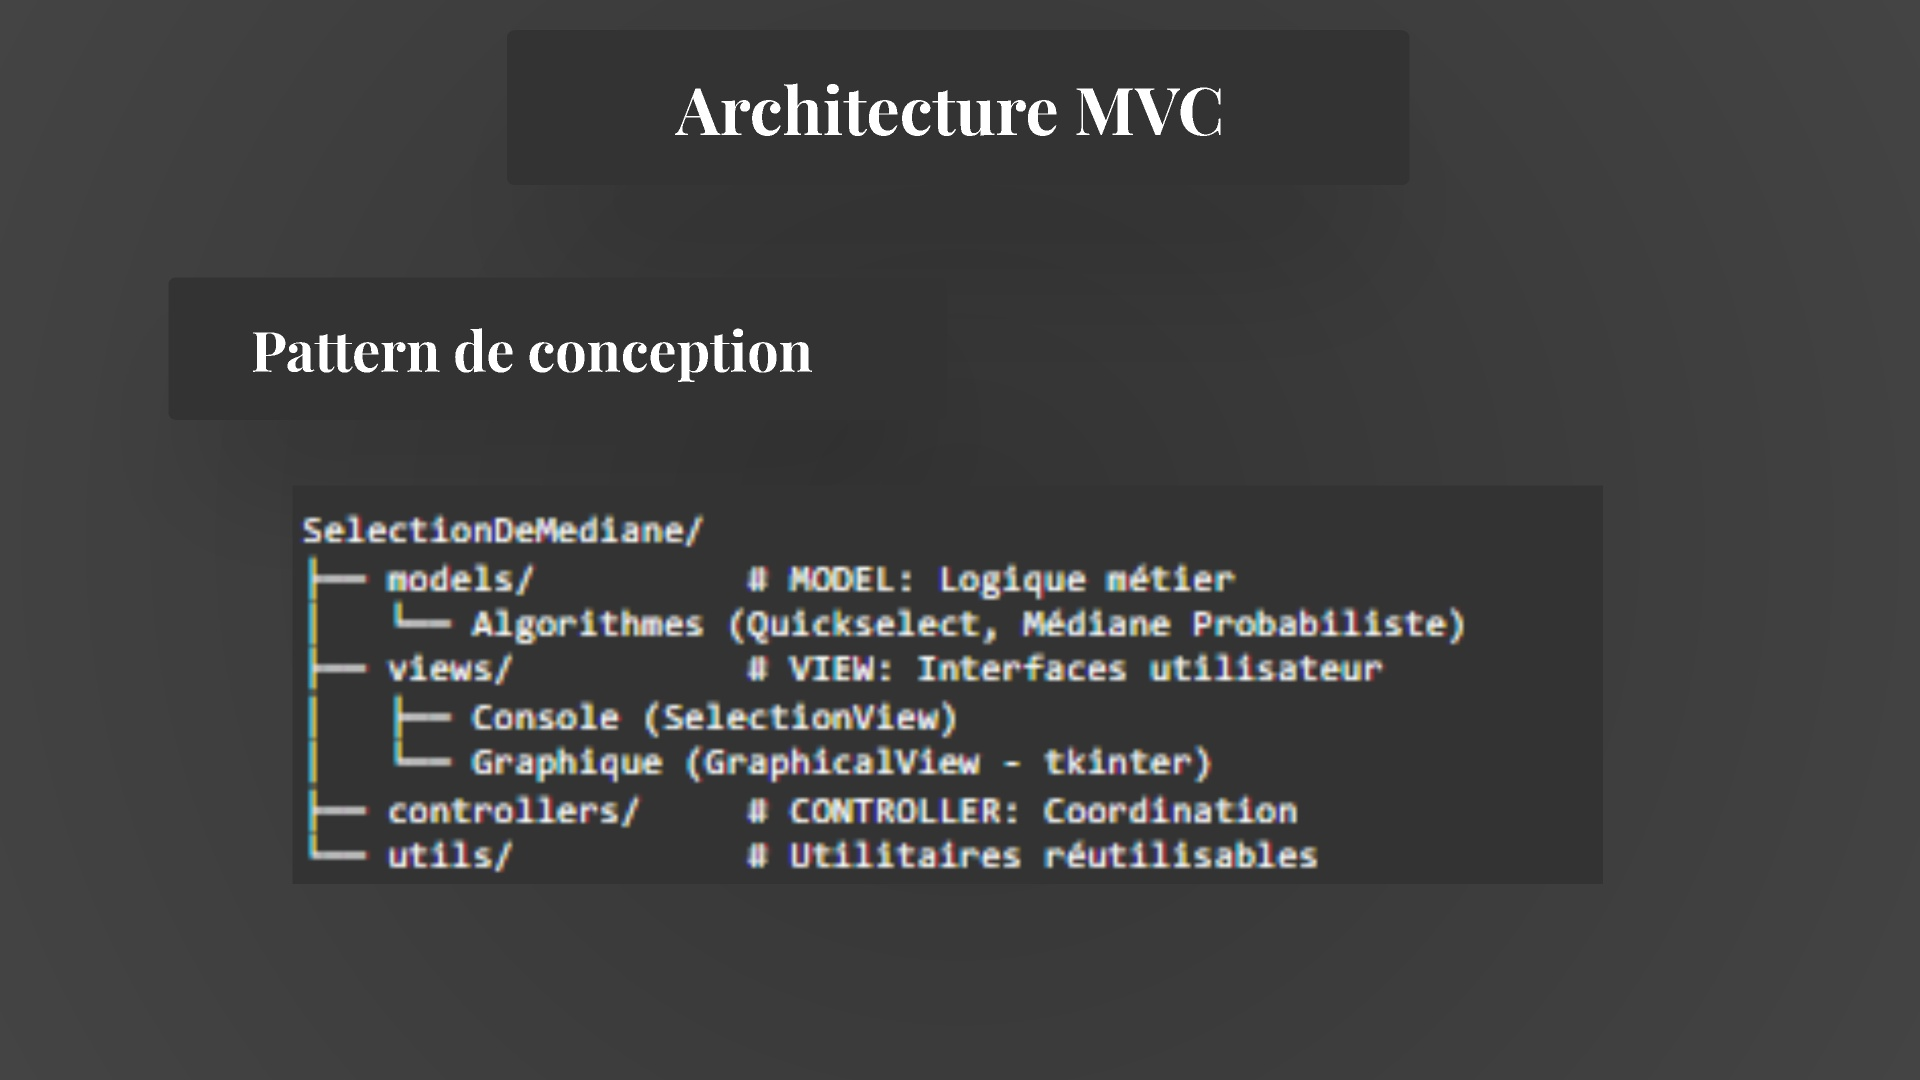 Architecture MVC
Pattern de conception
SelectionDeMediane/
├── models/          # MODEL: Logique métier
│   └── Algorithmes (Quickselect, Médiane Probabiliste)
├── views/           # VIEW: Interfaces utilisateur
│   ├── Console (SelectionView)
│   └── Graphique (GraphicalView - tkinter)
├── controllers/     # CONTROLLER: Coordination
└── utils/           # Utilitaires réutilisables